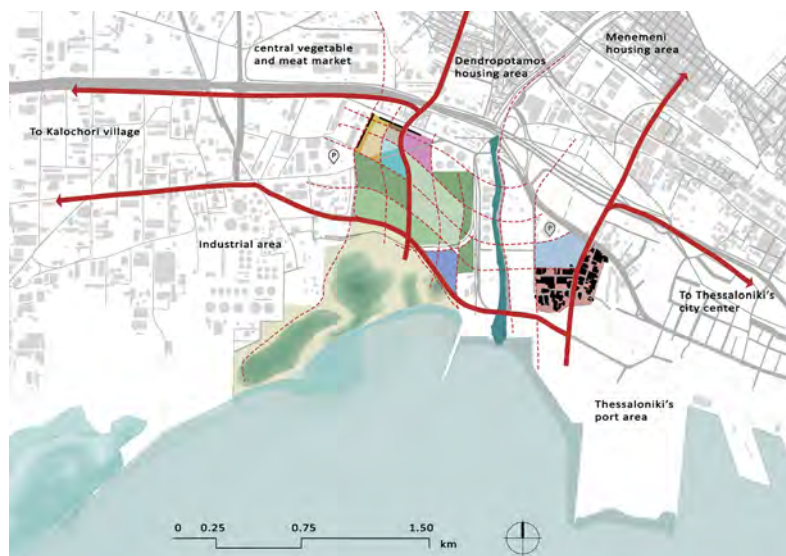 central vegetable
and meat market
Dendropotamos
housing area
Menemeni
housing area
To Kalochori village
P
P
Industrial area
To Thessaloniki's
city center
Thessaloniki's
port area
0 0.25 0.75 1.50
km